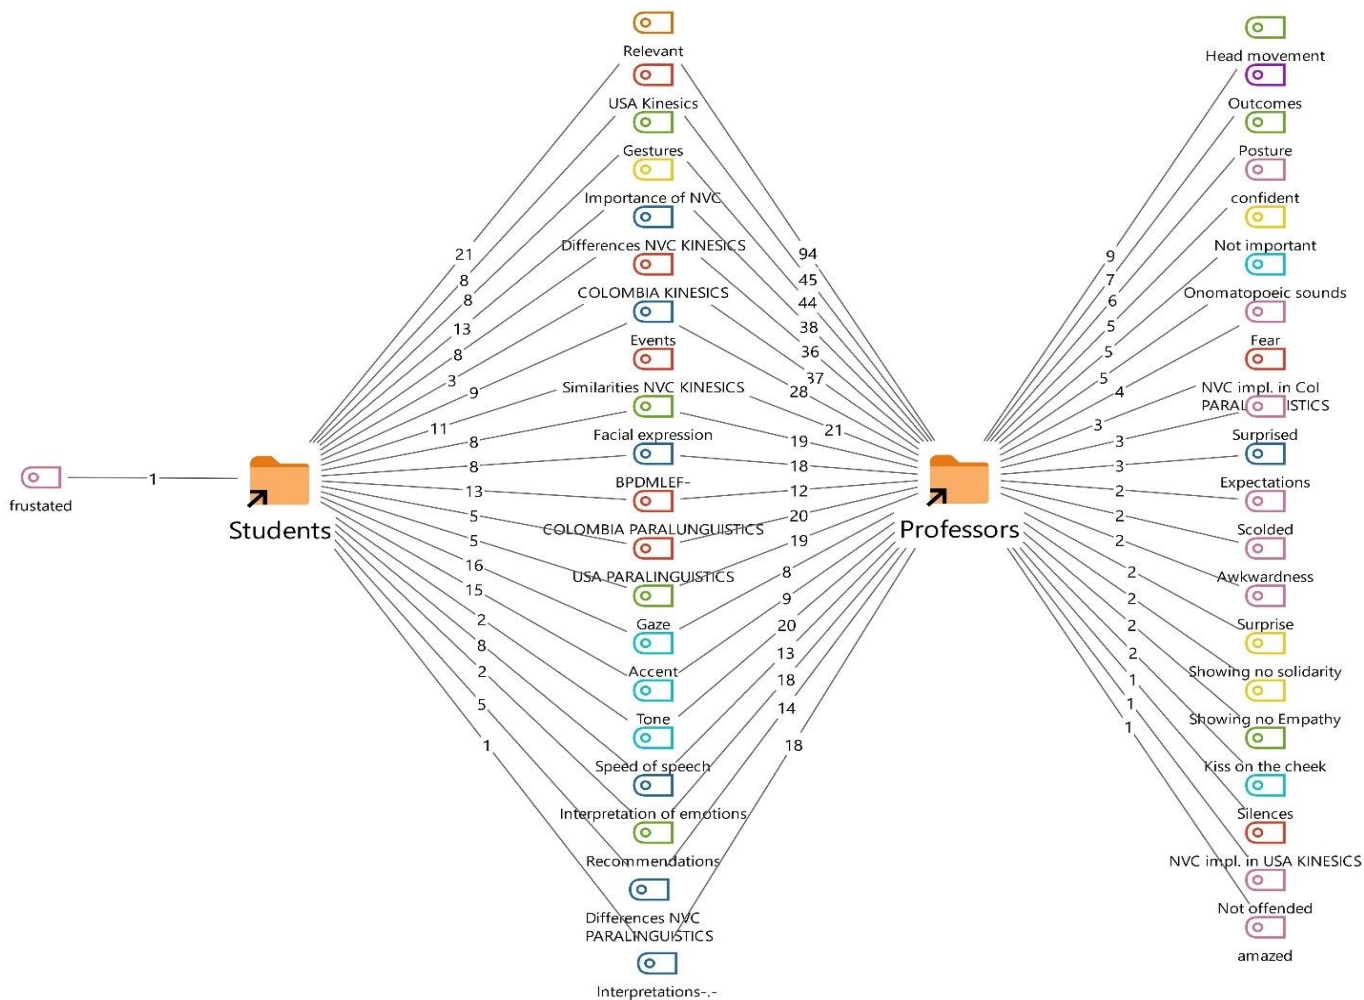 frustated
1
Students
21
8
8
13
8
3
9
11
8
8
13
5
5
16
15
2
8
2
5
1
Relevant
USA Kinesics
Gestures
Importance of NVC
Differences NVC KINESICS
COLOMBIA KINESICS
Events
Similarities NVC KINESICS
Facial expression
BPDMLEF-
COLOMBIA PARALUNGUISTICS
USA PARALINGUISTICS
Gaze
Accent
Tone
Speed of speech
Interpretation of emotions
Recommendations
Differences NVC
PARALINGUISTICS
Interpretations-.-
94
45
44
38
36
37
28
21
19
18
12
20
19
8
9
20
13
18
14
18
Professors
9
7
6
5
5
5
4
3
3
3
2
2
2
2
2
2
2
1
1
1
Head movement
Outcomes
Posture
confident
Not important
Onomatopoeic sounds
Fear
NVC impl. in Col
Surprised
Expectations
Scolded
Awkwardness
Surprise
Showing no solidarity
Showing no Empathy
Kiss on the cheek
Silences
NVC impl. in USA KINESICS
Not offended
amazed